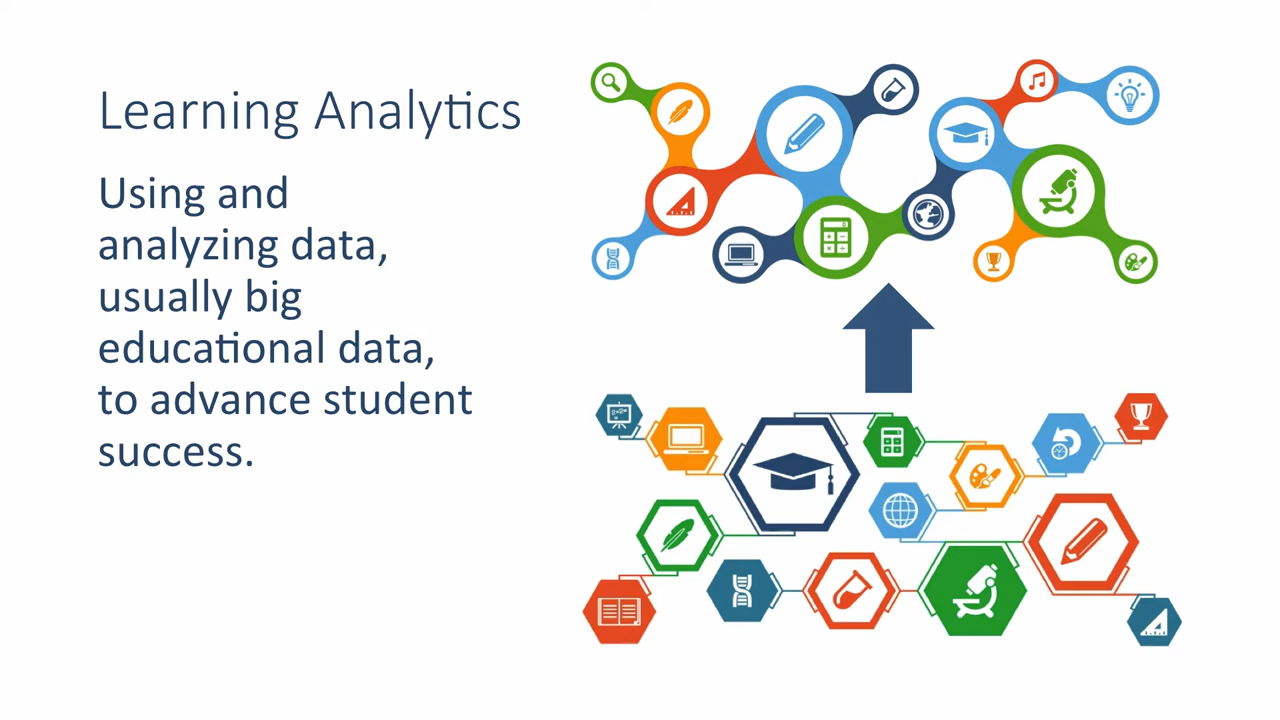 Learning Analytics
Using and
analyzing data,
usually big
educational data,
to advance student
success.